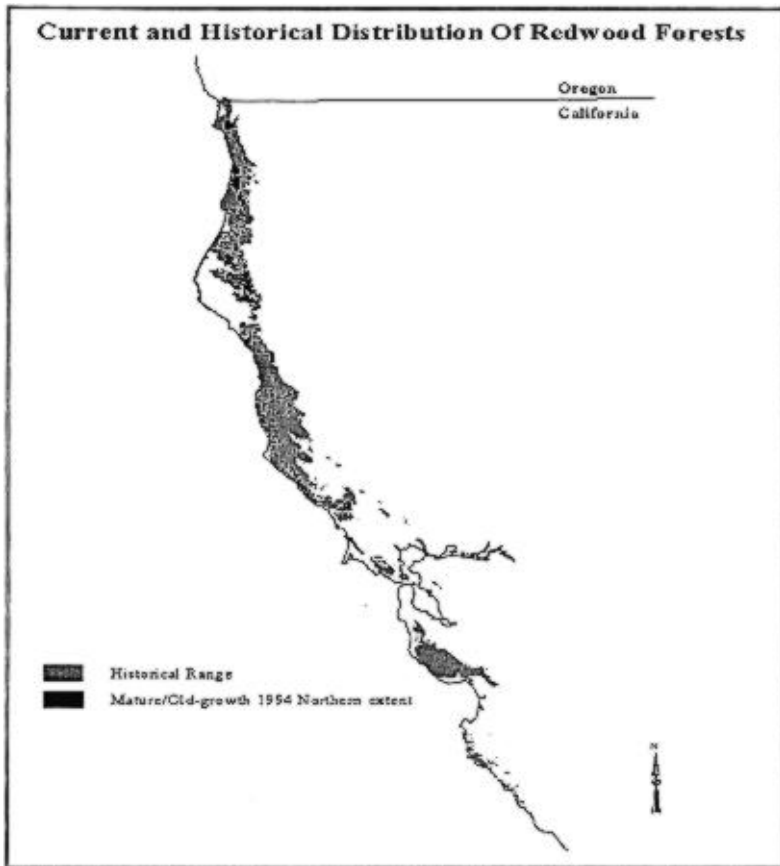 Current and Historical Distribution Of Redwood Forests
Oregon
California
Historical Range
Mature/Old-growth 1994 Northern extent
N